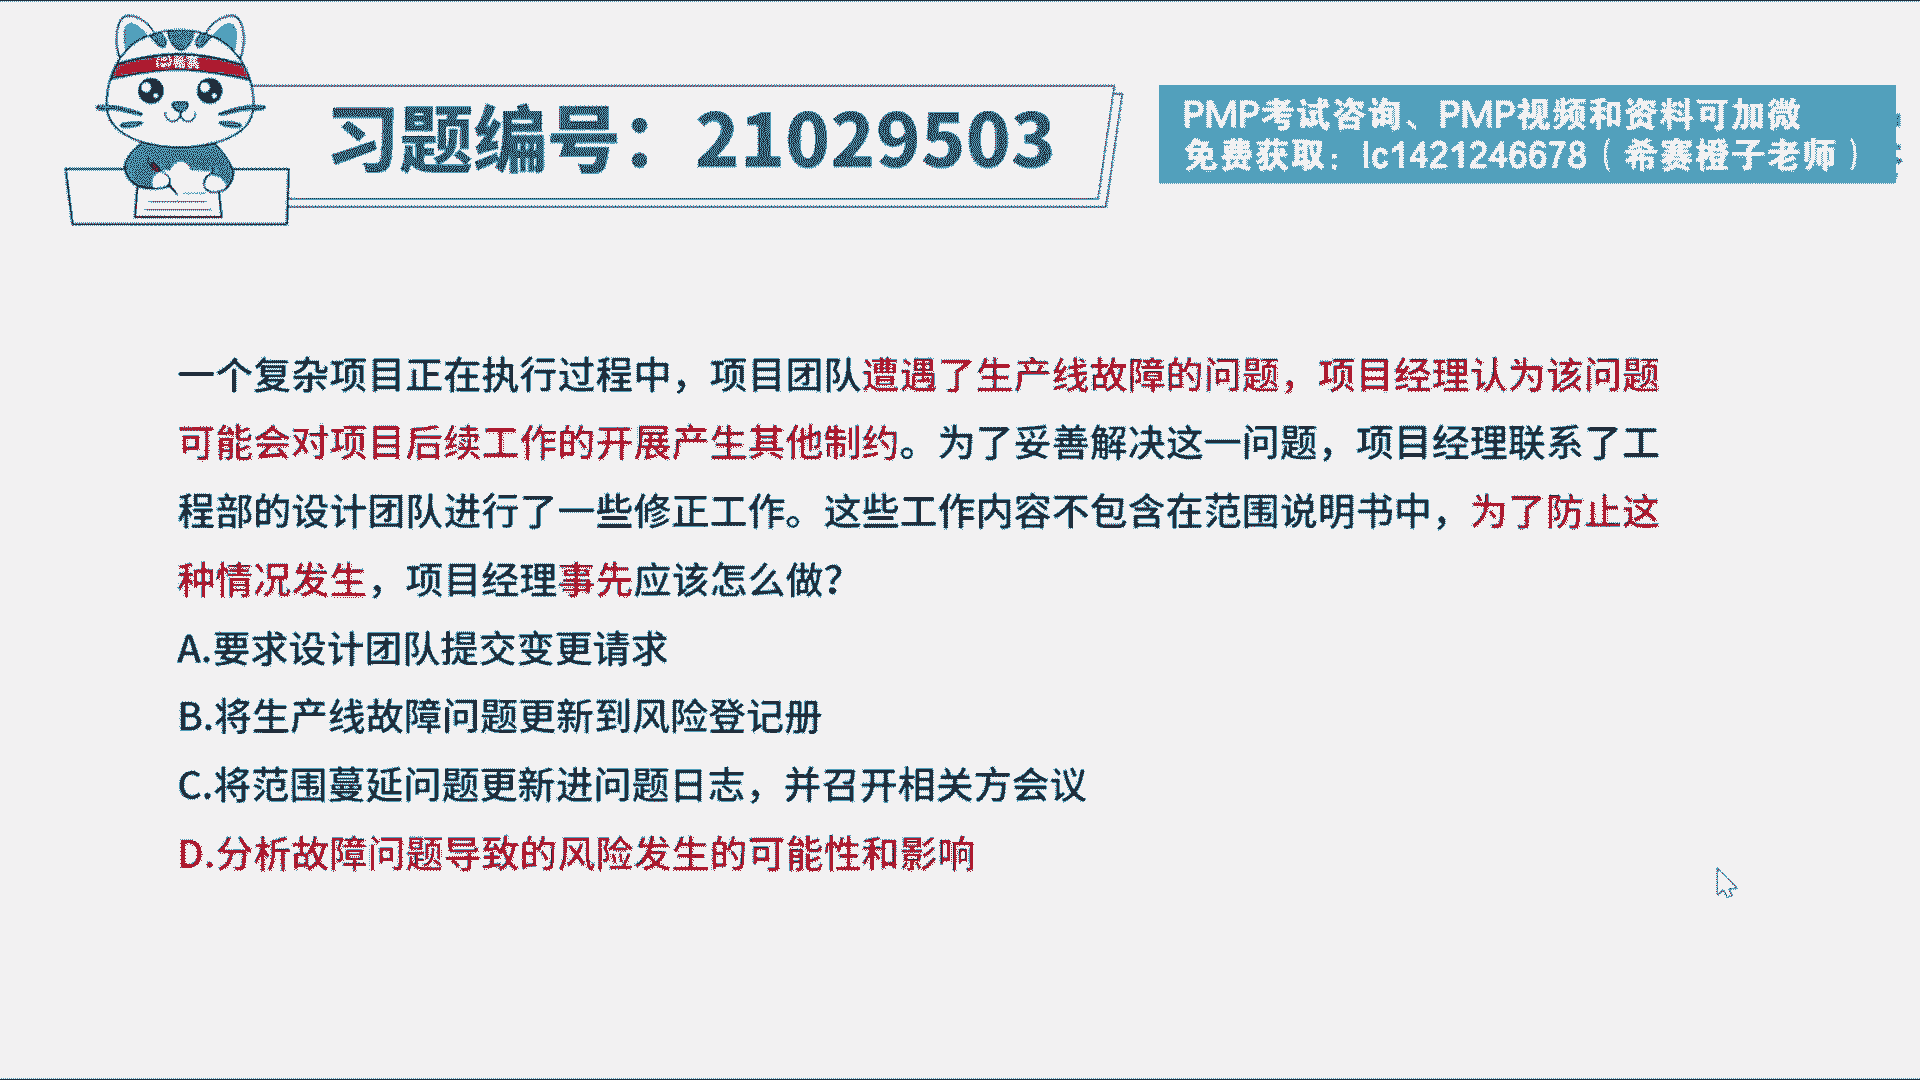 习题编号：21029503
PMP考试咨询、PMP视频和资料可加微
免费获取：lc1421246678（希赛橙子老师）
一个复杂项目正在执行过程中，项目团队遭遇了生产线故障的问题，项目经理认为该问题
可能会对项目后续工作的开展产生其他制约。为了妥善解决这一问题，项目经理联系了工
程部的设计团队进行了一些修正工作。这些工作内容不包含在范围说明书中，为了防止这
种情况发生，项目经理事先应该怎么做？
A.要求设计团队提交变更请求
B.将生产线故障问题更新到风险登记册
C.将范围蔓延问题更新进问题日志，并召开相关方会议
D.分析故障问题导致的风险发生的可能性和影响